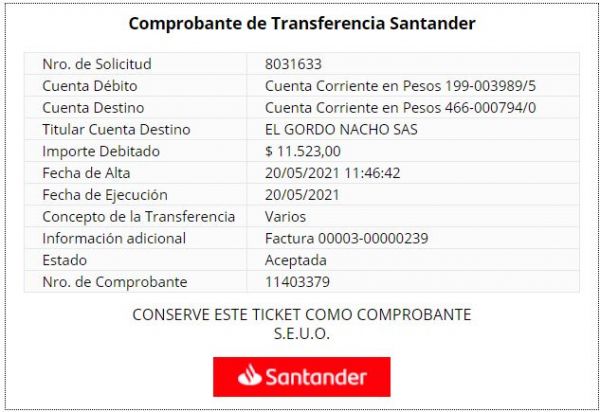 Comprobante de Transferencia Santander
Nro. de Solicitud 8031633
Cuenta Débito Cuenta Corriente en Pesos 199-003989/5
Cuenta Destino Cuenta Corriente en Pesos 466-000794/0
Titular Cuenta Destino EL GORDO NACHO SAS
Importe Debitado $ 11.523,00
Fecha de Alta 20/05/2021 11:46:42
Fecha de Ejecución 20/05/2021
Concepto de la Transferencia Varios
Información adicional Factura 00003-00000239
Estado Aceptada
Nro. de Comprobante 11403379
CONSERVE ESTE TICKET COMO COMPROBANTE
S.E.U.O.
Santander